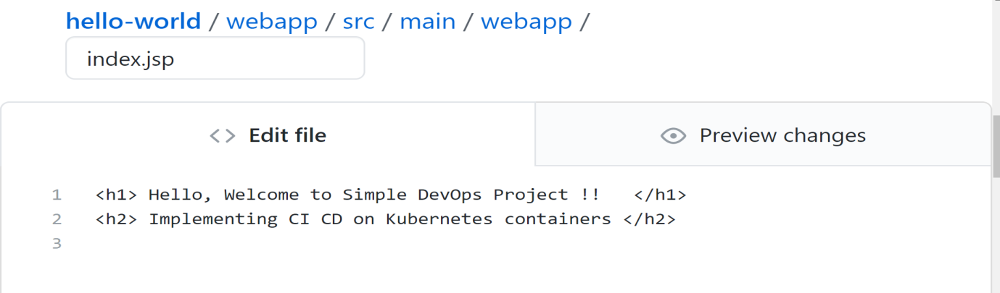 hello-world / webapp / src / main / webapp /
index.jsp
<> Edit file
Preview changes
1 <h1> Hello, Welcome to Simple DevOps Project !!   </h1>
2 <h2> Implementing CI CD on Kubernetes containers </h2>
3